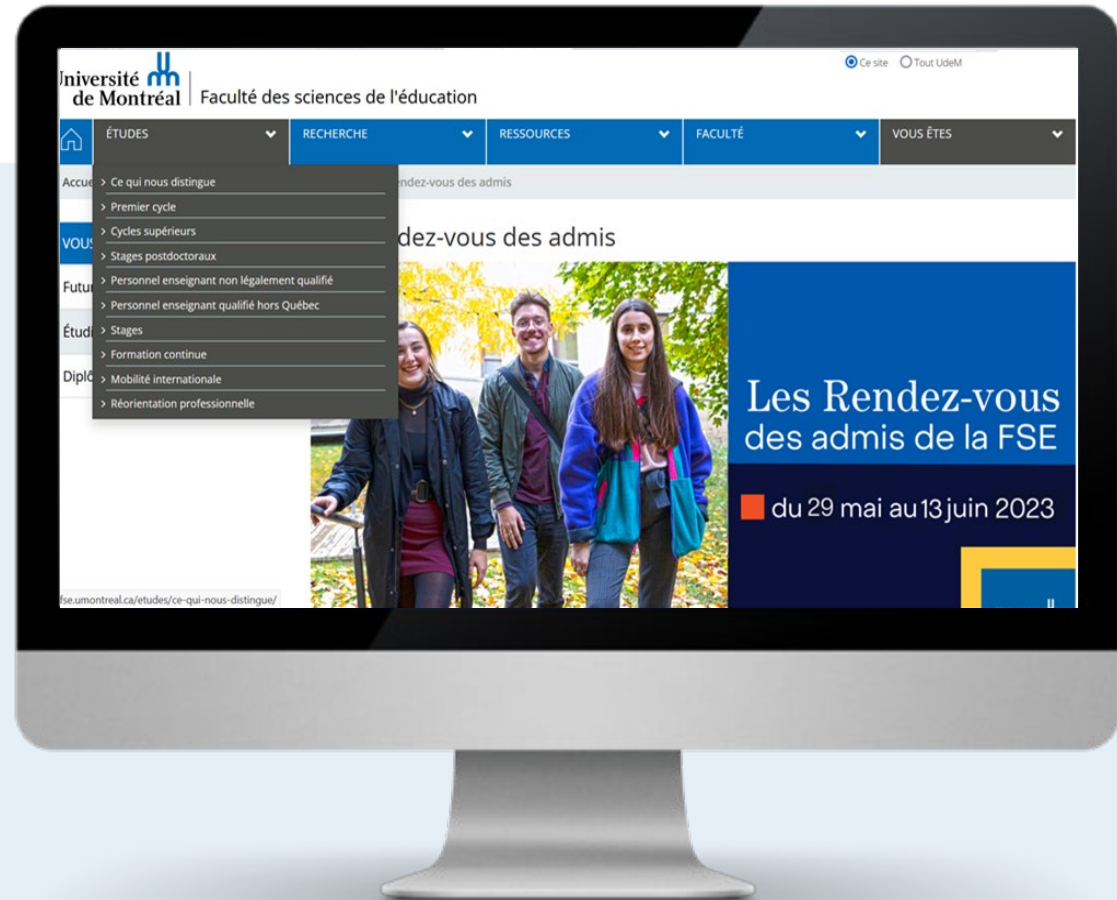 Université
de Montréal
Faculté des sciences de l'éducation
Ce site
Tout UdeM
ÉTUDES
RECHERCHE
RESSOURCES
FACULTÉ
VOUS ÊTES
> Ce qui nous distingue
> Premier cycle
> Cycles supérieurs
> Stages postdoctoraux
> Personnel enseignant non légalement qualifié
> Personnel enseignant qualifié hors Québec
> Stages
> Formation continue
> Mobilité internationale
> Réorientation professionnelle
Accue
ndez-vous des admis
VOUS
Futur
Étudi
Diplô
dez-vous des admis
Les Rendez-vous
des admis de la FSE
du 29 mai au 13 juin 2023
fse.umontreal.ca/etudes/ce-qui-nous-distingue/